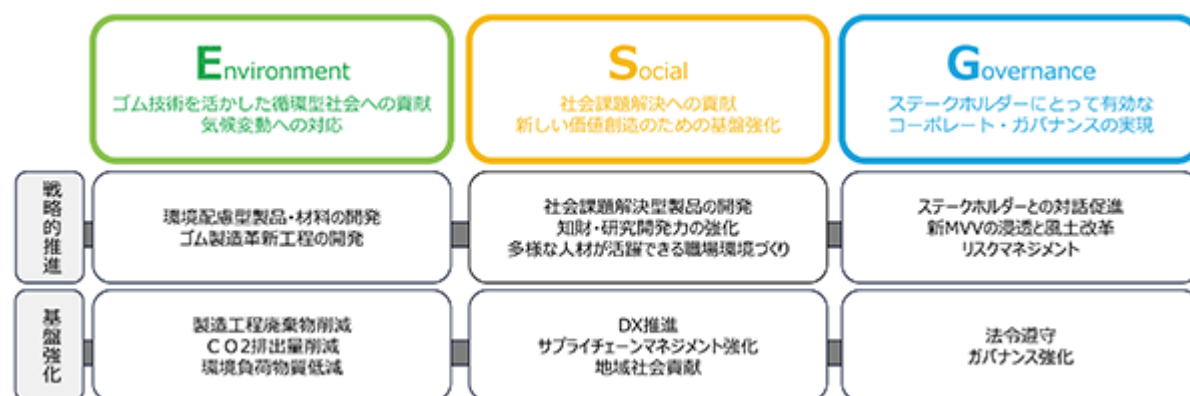 Environment
ゴム技術を活かした循環型社会への貢献
気候変動への対応
Social
社会課題解決への貢献
新しい価値創造のための基盤強化
Governance
ステークホルダーにとって有効な
コーポレート・ガバナンスの実現
戦略的推進
環境配慮型製品・材料の開発
ゴム製造革新工程の開発
社会課題解決型製品の開発
知財・研究開発力の強化
多様な人材が活躍できる職場環境づくり
ステークホルダーとの対話促進
新MVVの浸透と風土改革
リスクマネジメント
基盤強化
製造工程廃棄物削減
CO2排出量削減
環境負荷物質低減
DX推進
サプライチェーンマネジメント強化
地域社会貢献
法令遵守
ガバナンス強化